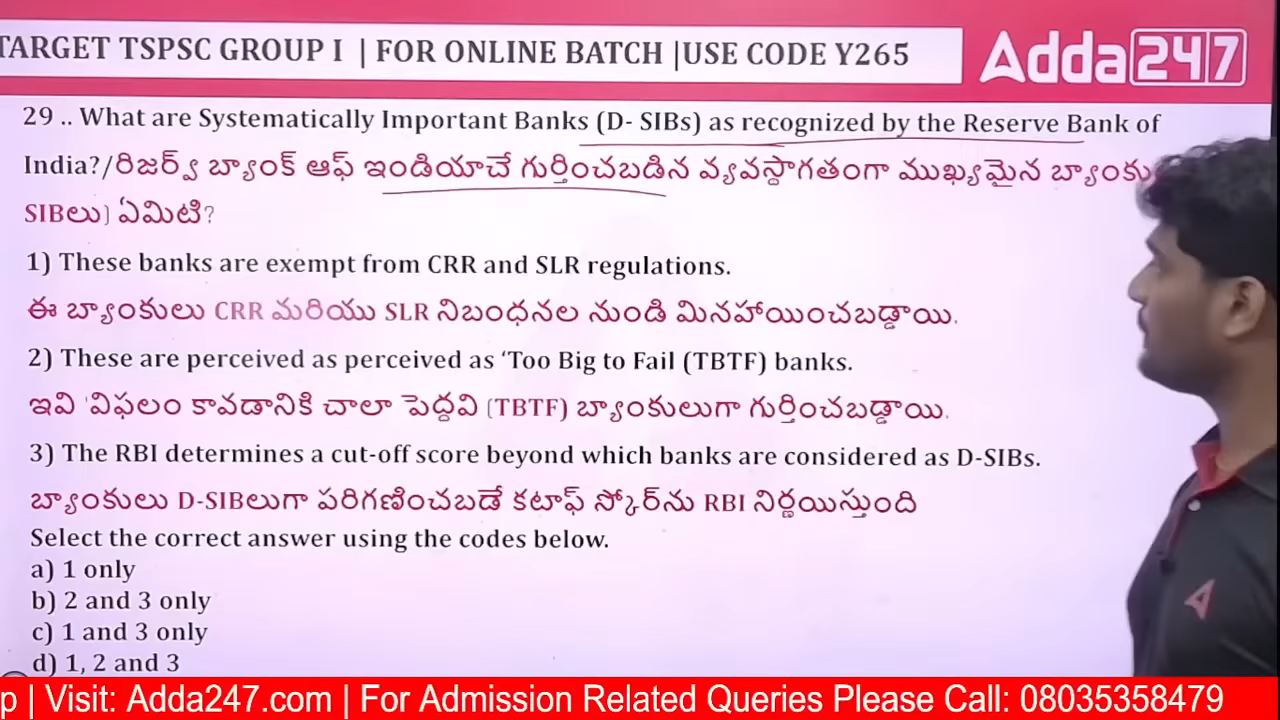 TARGET TSPSC GROUP I | FOR ONLINE BATCH |USE CODE Y265
Adda247
29 .. What are Systematically Important Banks (D- SIBs) as recognized by the Reserve Bank of
India?/రిజర్వ్ బ్యాంక్ ఆఫ్ ఇండియాచే గుర్తించబడిన వ్యవస్థాగతంగా ముఖ్యమైన
SIBలు) ఏమిటి?
1) These banks are exempt from CRR and SLR regulations.
ఈ బ్యాంకులు CRR మరియు SLR నిబంధనల నుండి మినహాయించబడ్డాయి.
2) These are perceived as perceived as ‘Too Big to Fail (TBTF) banks.
ఇవి 'విఫలం కావడానికి చాలా పెద్దవి (TBTF) బ్యాంకులుగా గుర్తించబడ్డాయి.
3) The RBI determines a cut-off score beyond which banks are considered as D-SIBs.
బ్యాంకులు D-SIBలుగా పరిగణించబడే కటాఫ్ స్కోర్‌ను RBI నిర్ణయిస్తుంది
Select the correct answer using the codes below.
a) 1 only
b) 2 and 3 only
c) 1 and 3 only
d) 1, 2 and 3
p | Visit: Adda247.com | For Admission Related Queries Please Call: 08035358479